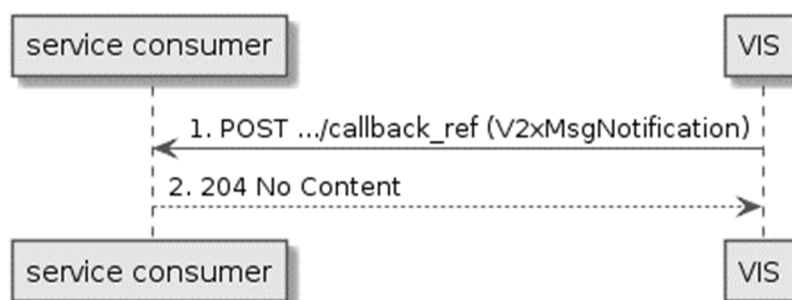 service consumer VIS
1. POST .../callback_ref (V2xMsgNotification)
2. 204 No Content
service consumer VIS